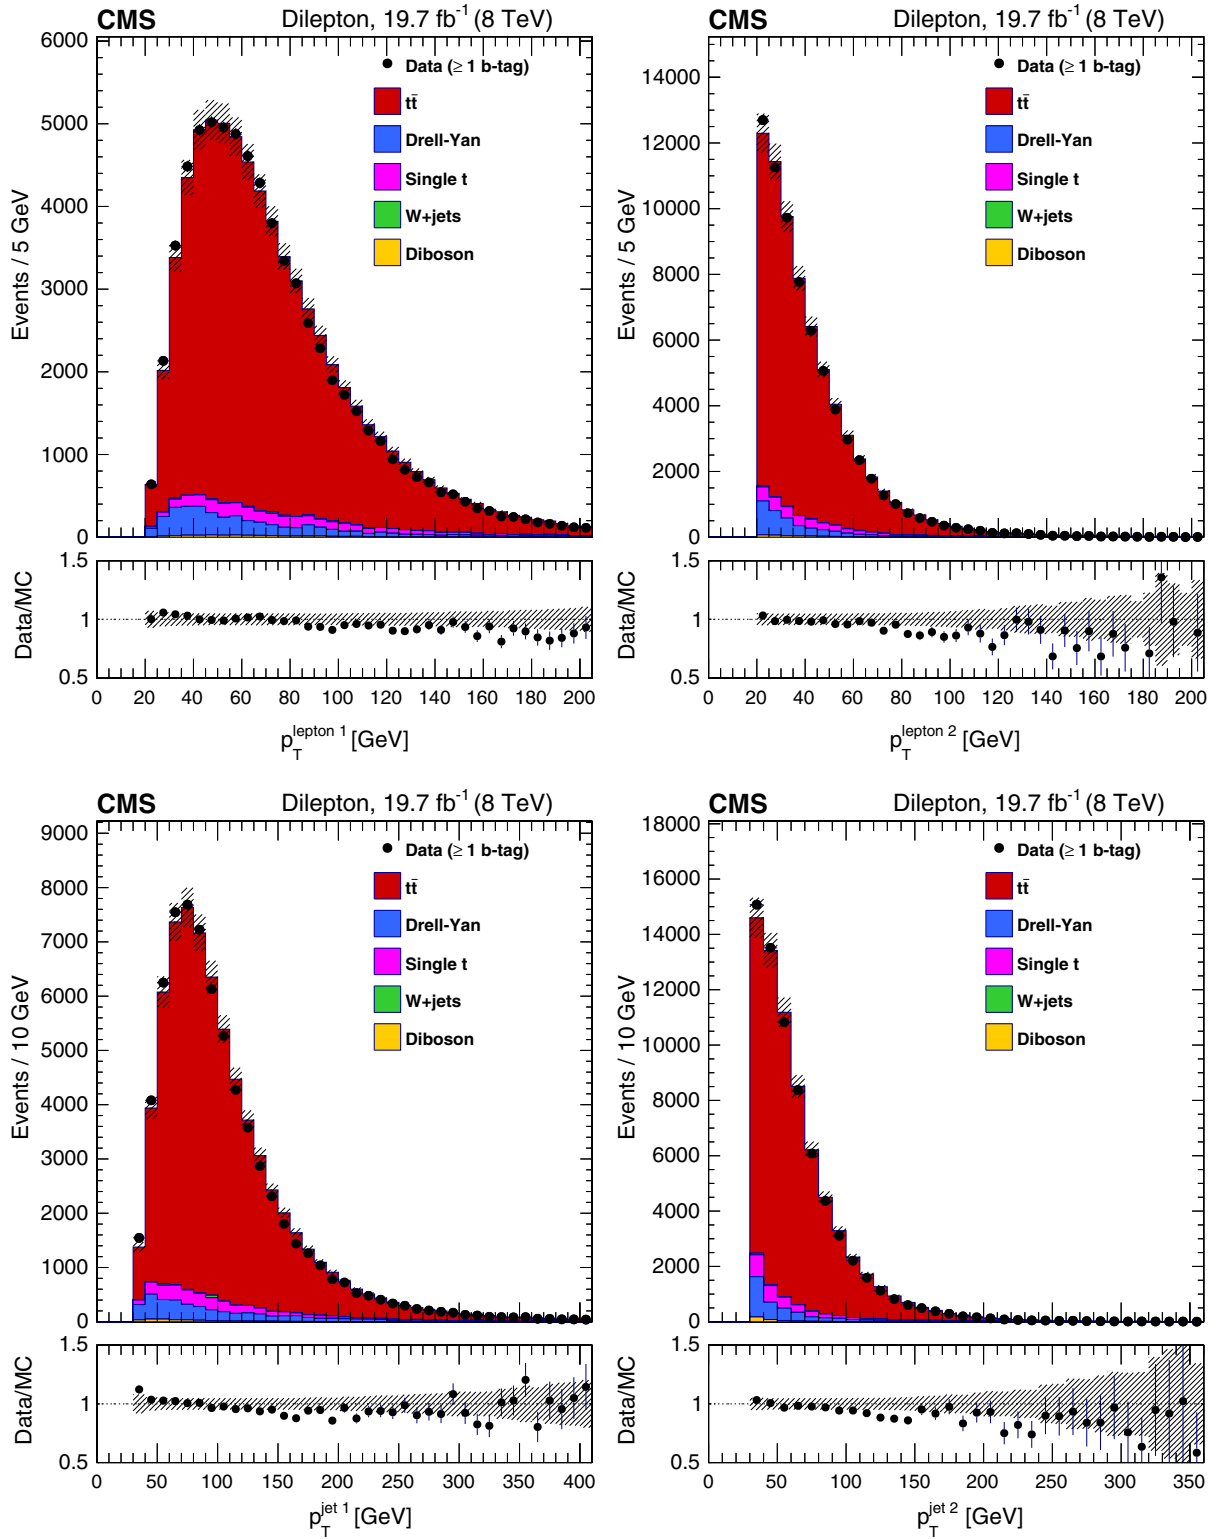 CMS Dilepton, 19.7 fb⁻¹ (8 TeV)
6000
5000
4000
3000
2000
1000
0
Events / 5 GeV
Data (≥ 1 b-tag)
tt̄
Drell-Yan
Single t
W+jets
Diboson
1.5
1
0.5
Data/MC
0 20 40 60 80 100 120 140 160 180 200
p_T^lepton 1 [GeV]
CMS Dilepton, 19.7 fb⁻¹ (8 TeV)
14000
12000
10000
8000
6000
4000
2000
0
Events / 5 GeV
Data (≥ 1 b-tag)
tt̄
Drell-Yan
Single t
W+jets
Diboson
1.5
1
0.5
Data/MC
0 20 40 60 80 100 120 140 160 180 200
p_T^lepton 2 [GeV]
CMS Dilepton, 19.7 fb⁻¹ (8 TeV)
9000
8000
7000
6000
5000
4000
3000
2000
1000
0
Events / 10 GeV
Data (≥ 1 b-tag)
tt̄
Drell-Yan
Single t
W+jets
Diboson
1.5
1
0.5
Data/MC
0 50 100 150 200 250 300 350 400
p_T^jet 1 [GeV]
CMS Dilepton, 19.7 fb⁻¹ (8 TeV)
18000
16000
14000
12000
10000
8000
6000
4000
2000
0
Events / 10 GeV
Data (≥ 1 b-tag)
tt̄
Drell-Yan
Single t
W+jets
Diboson
1.5
1
0.5
Data/MC
0 50 100 150 200 250 300 350
p_T^jet 2 [GeV]